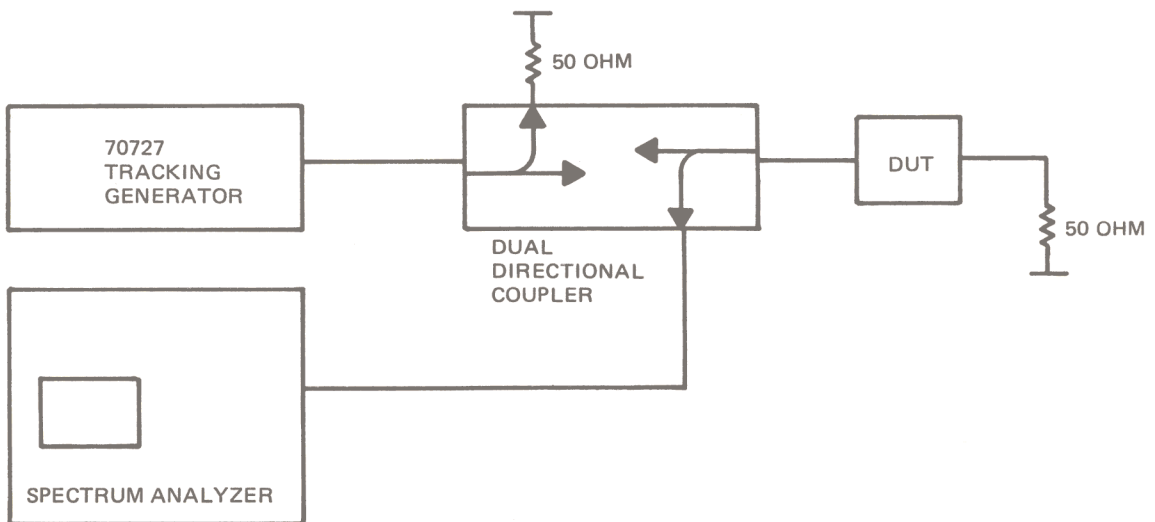 50 OHM
70727
TRACKING
GENERATOR
DUT
50 OHM
DUAL
DIRECTIONAL
COUPLER
SPECTRUM ANALYZER